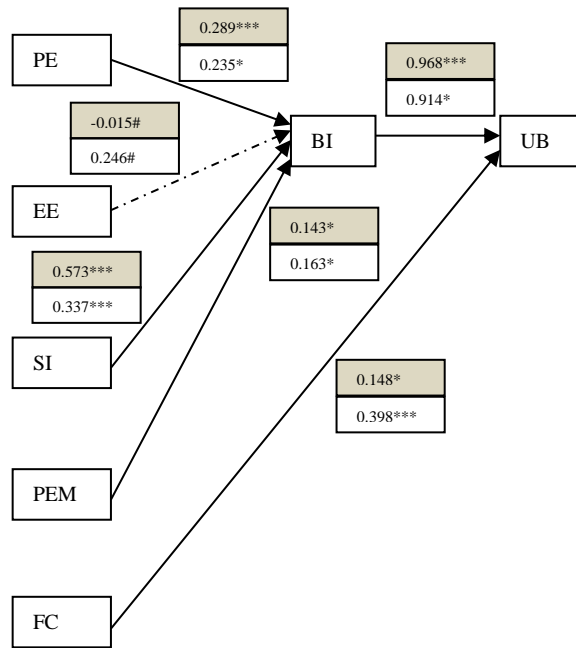 0.289***
0.235*
PE
0.968***
0.914*
-0.015#
0.246#
BI
UB
EE
0.143*
0.163*
0.573***
0.337***
SI
0.148*
0.398***
PEM
FC